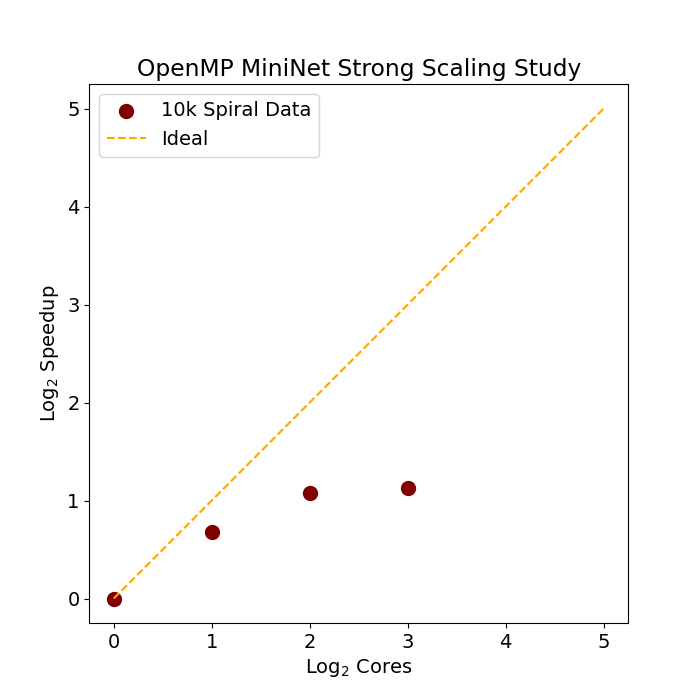 OpenMP MiniNet Strong Scaling Study
10k Spiral Data
Ideal
5
4
3
2
1
0
Log₂ Speedup
0 1 2 3 4 5
Log₂ Cores